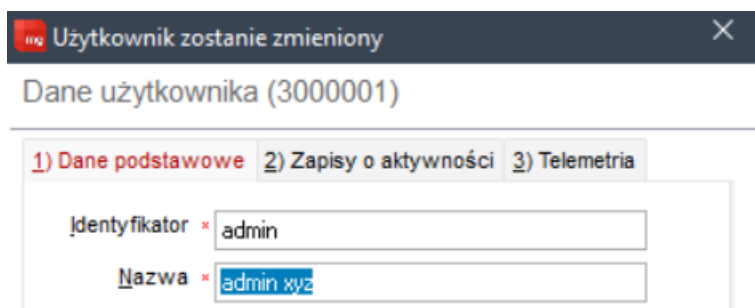 mg Użytkownik zostanie zmieniony
Dane użytkownika (3000001)
1) Dane podstawowe 2) Zapisy o aktywności 3) Telemetria
Identyfikator * admin
Nazwa * admin xyz